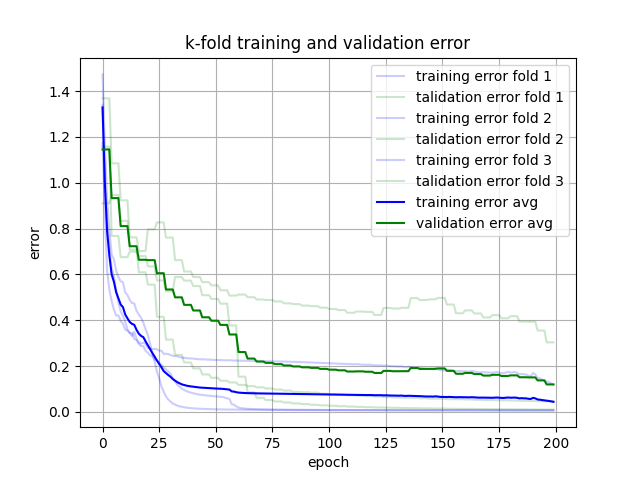 k-fold training and validation error
training error fold 1
talidation error fold 1
training error fold 2
talidation error fold 2
training error fold 3
talidation error fold 3
training error avg
validation error avg
error
1.4
1.2
1.0
0.8
0.6
0.4
0.2
0.0
0 25 50 75 100 125 150 175 200
epoch